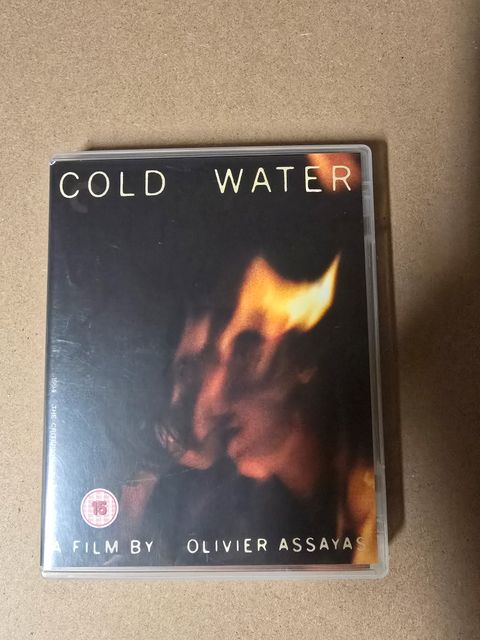 COLD WATER
15
A FILM BY OLIVIER ASSAYAS